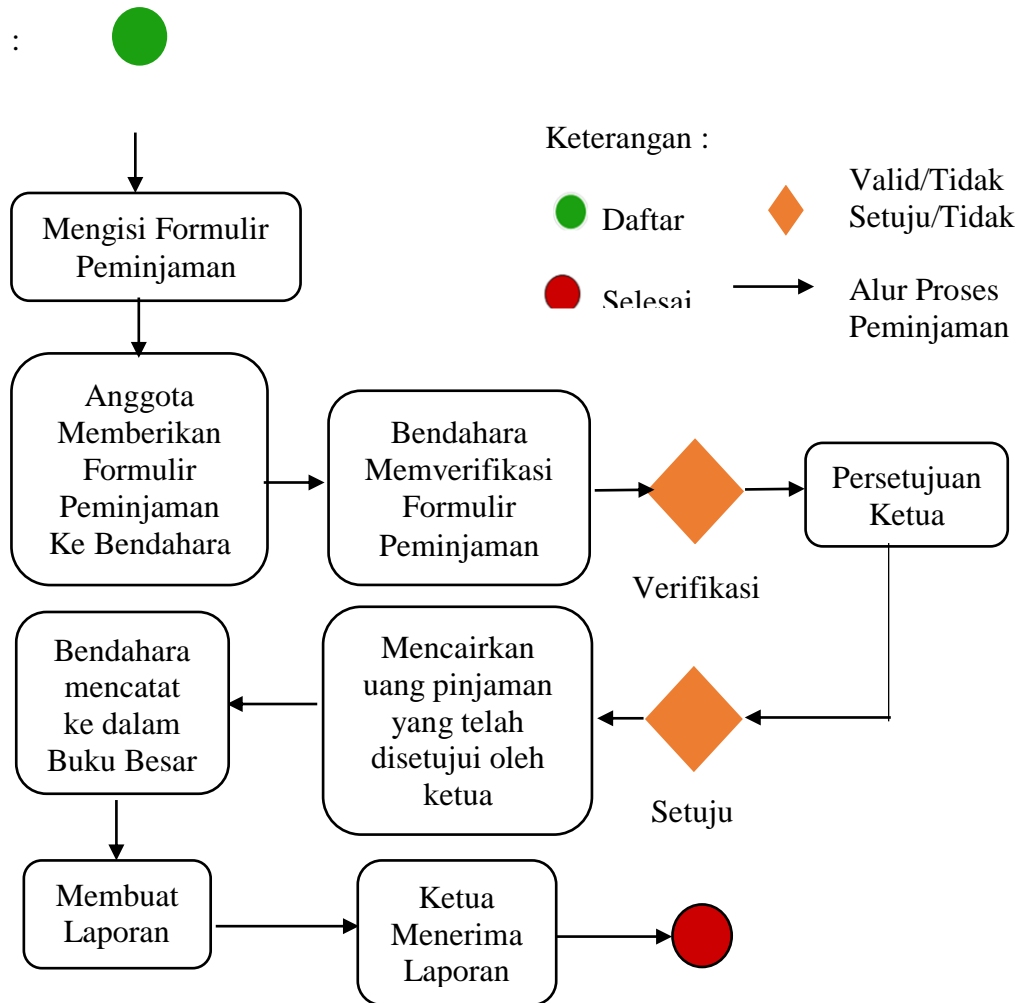 :
Keterangan :
Daftar
Valid/Tidak
Setuju/Tidak
Selesai
Alur Proses
Peminjaman
Mengisi Formulir
Peminjaman
Anggota
Memberikan
Formulir
Peminjaman
Ke Bendahara
Bendahara
Memverifikasi
Formulir
Peminjaman
Verifikasi
Persetujuan
Ketua
Bendahara
mencatat
ke dalam
Buku Besar
Mencairkan
uang pinjaman
yang telah
disetujui oleh
ketua
Setuju
Membuat
Laporan
Ketua
Menerima
Laporan